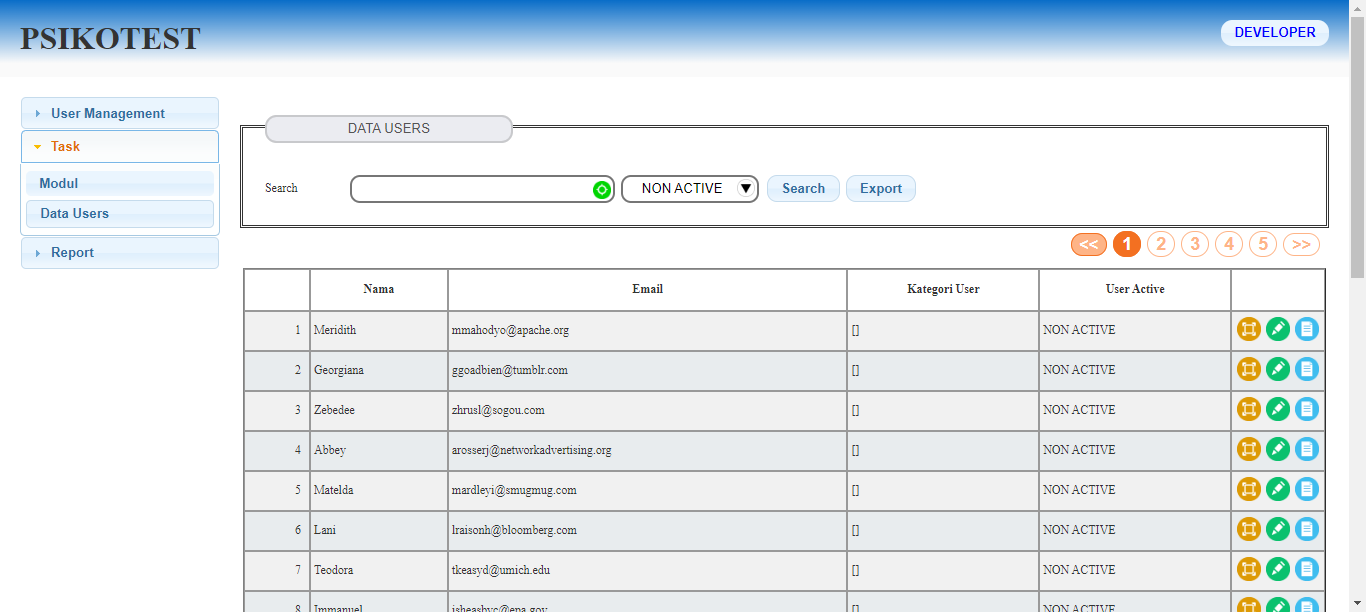 PSIKOTEST
DEVELOPER
User Management
Task
Modul
Data Users
Report
DATA USERS
Search NON ACTIVE Search Export
<< 1 2 3 4 5 >>
Nama Email Kategori User User Active
1 Meridith mmahodyo@apache.org [] NON ACTIVE
2 Georgiana ggoadbien@tumblr.com [] NON ACTIVE
3 Zebedee zhrusl@sogou.com [] NON ACTIVE
4 Abbey arosserj@networkadvertising.org [] NON ACTIVE
5 Matelda mardleyi@smugmug.com [] NON ACTIVE
6 Lani lraisonh@bloomberg.com [] NON ACTIVE
7 Teodora tkeasyd@umich.edu [] NON ACTIVE
8 Immanuel [] NON ACTIVE